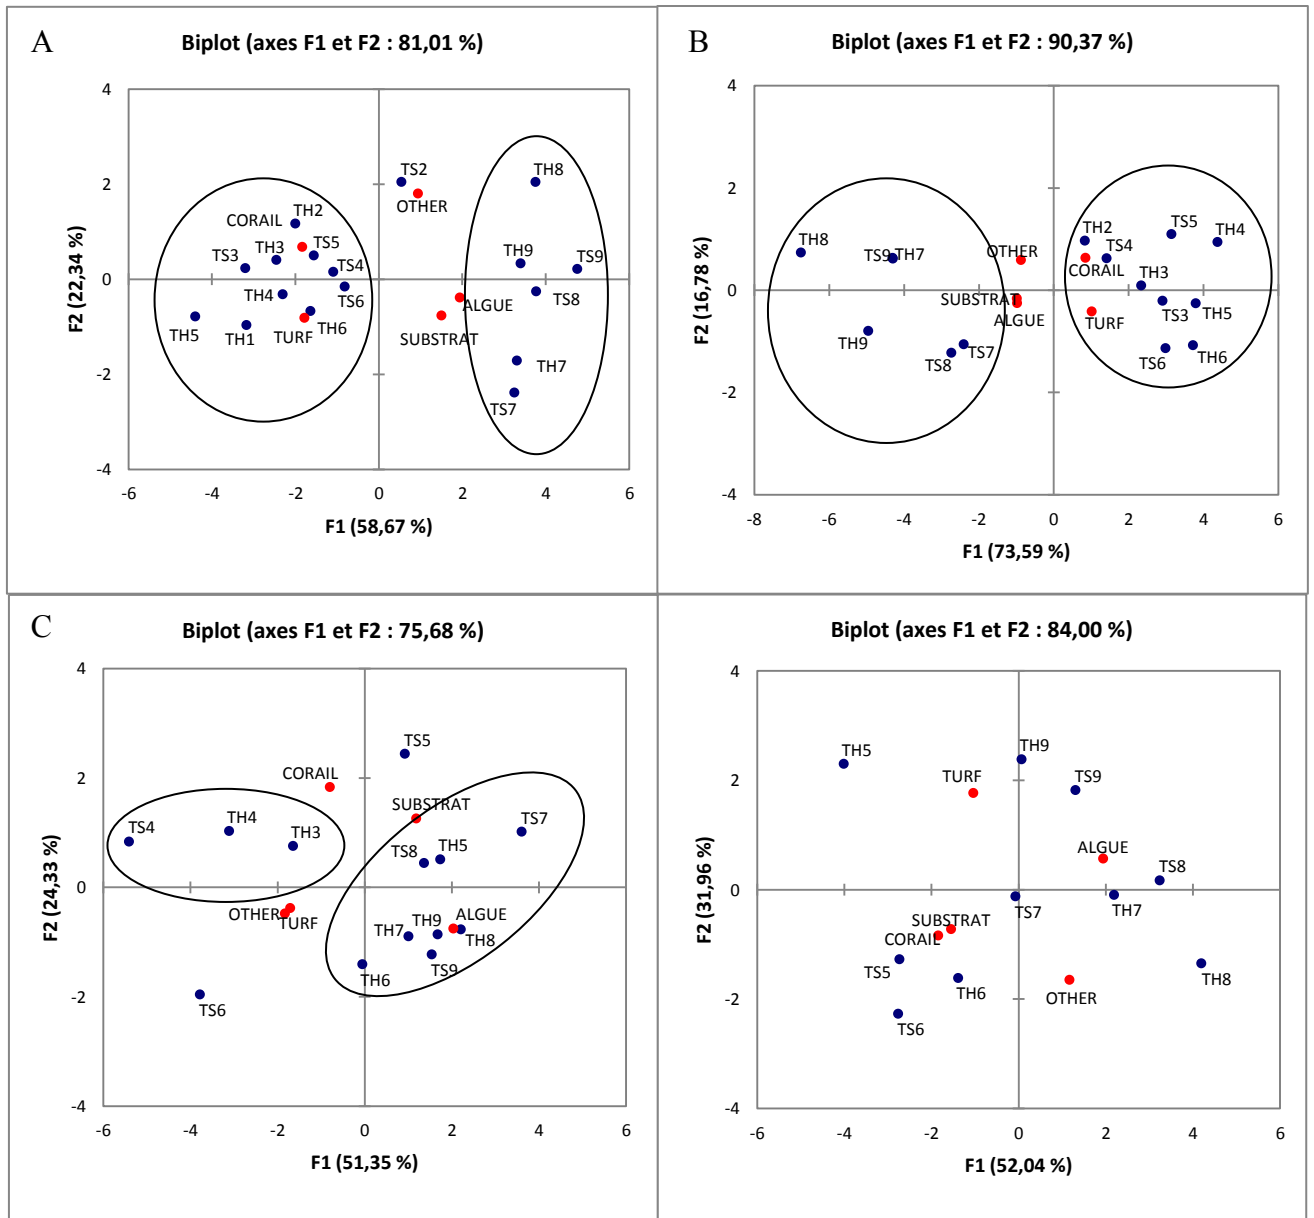 A
Biplot (axes F1 et F2 : 81,01 %)
4
TS2
TH8
OTHER
2
TH2
CORAIL
TS3
TH3
TS5
TH9
TS9
TS4
0
TH4
TS6
ALGUE
TS8
TH5
TH1
TURF
TH6
SUBSTRAT
TH7
-2
TS7
-4
-6 -4 -2 0 2 4 6
F2 (22,34 %)
F1 (58,67 %)
B
Biplot (axes F1 et F2 : 90,37 %)
4
2
TS5
TH2
TH4
TS4
TH8
TS9
TH7
OTHER
CORAIL
TH3
0
SUBSTRAT
ALGUE
TURF
TS3
TH5
TH9
TS8
TS7
TS6
TH6
-2
-4
-8 -6 -4 -2 0 2 4 6
F2 (16,78 %)
F1 (73,59 %)
C
Biplot (axes F1 et F2 : 75,68 %)
4
TS5
CORAIL
2
SUBSTRAT
TS4
TH4
TH3
TS7
TS8
TH5
0
OTHER
TURF
TH7
TH9
ALGUE
TH8
TS9
TH6
-2
TS6
-4
-6 -4 -2 0 2 4 6
F2 (24,33 %)
F1 (51,35 %)
Biplot (axes F1 et F2 : 84,00 %)
4
TH5
TH9
TURF
TS9
2
ALGUE
TS8
0
TS7
TH7
SUBSTRAT
CORAIL
TS5
TH6
OTHER
TH8
TS6
-2
-4
-6 -4 -2 0 2 4 6
F2 (31,96 %)
F1 (52,04 %)